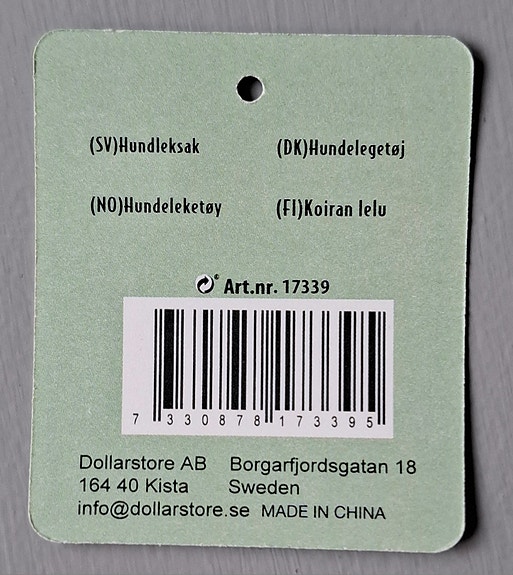 (SV)Hundleksak (DK)Hundelegetøj
(NO)Hundeleketøy (FI)Koiran lelu
Art.nr. 17339
7 330878 173395
Dollarstore AB Borgarfjordsgatan 18
164 40 Kista Sweden
info@dollarstore.se MADE IN CHINA